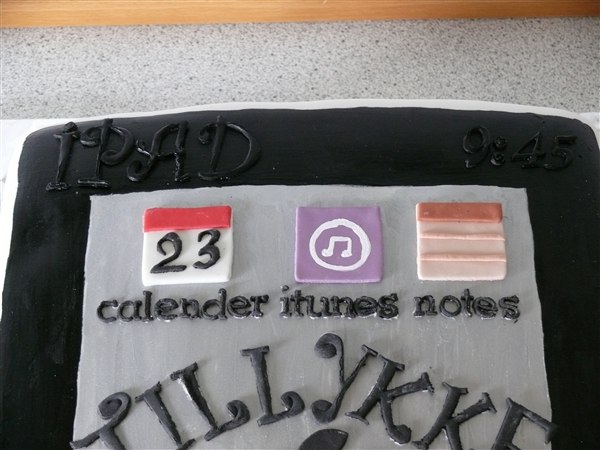 IPAD 9:45
23
calender itunes notes
TILLYKKE